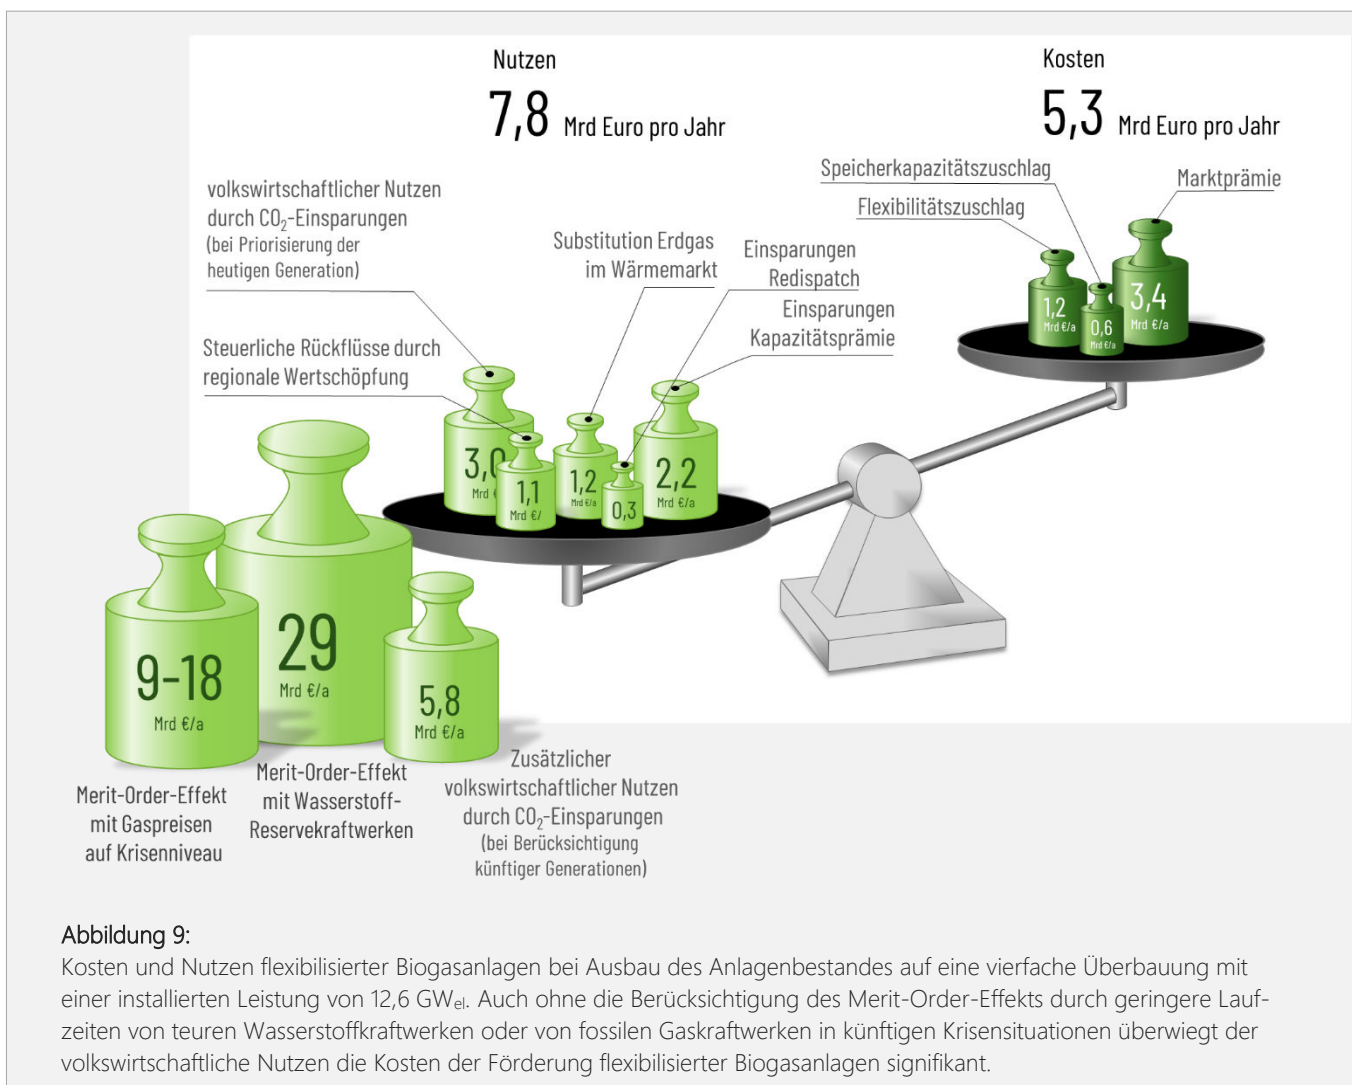 Nutzen
7,8 Mrd Euro pro Jahr
Kosten
5,3 Mrd Euro pro Jahr
volkswirtschaftlicher Nutzen
durch CO₂-Einsparungen
(bei Priorisierung der
heutigen Generation)
Steuerliche Rückflüsse durch
regionale Wertschöpfung
Substitution Erdgas
im Wärmemarkt
Einsparungen
Redispatch
Einsparungen
Kapazitätsprämie
Speicherkapazitätszuschlag
Flexibilitätszuschlag
Marktprämie
1,2
Mrd €/a
0,6
Mrd €/a
3,4
Mrd €/a
3,0
Mrd €
1,1
Mrd €/
1,2
Mrd €/a
0,3
2,2
Mrd €/a
9-18
Mrd €/a
29
Mrd €/a
5,8
Mrd €/a
Merit-Order-Effekt
mit Gaspreisen
auf Krisenniveau
Merit-Order-Effekt
mit Wasserstoff-
Reservekraftwerken
Zusätzlicher
volkswirtschaftlicher Nutzen
durch CO₂-Einsparungen
(bei Berücksichtigung
künftiger Generationen)
Abbildung 9:
Kosten und Nutzen flexibilisierter Biogasanlagen bei Ausbau des Anlagenbestandes auf eine vierfache Überbauung mit
einer installierten Leistung von 12,6 GWel. Auch ohne die Berücksichtigung des Merit-Order-Effekts durch geringere Lauf-
zeiten von teuren Wasserstoffkraftwerken oder von fossilen Gaskraftwerken in künftigen Krisensituationen überwiegt der
volkswirtschaftliche Nutzen die Kosten der Förderung flexibilisierter Biogasanlagen signifikant.